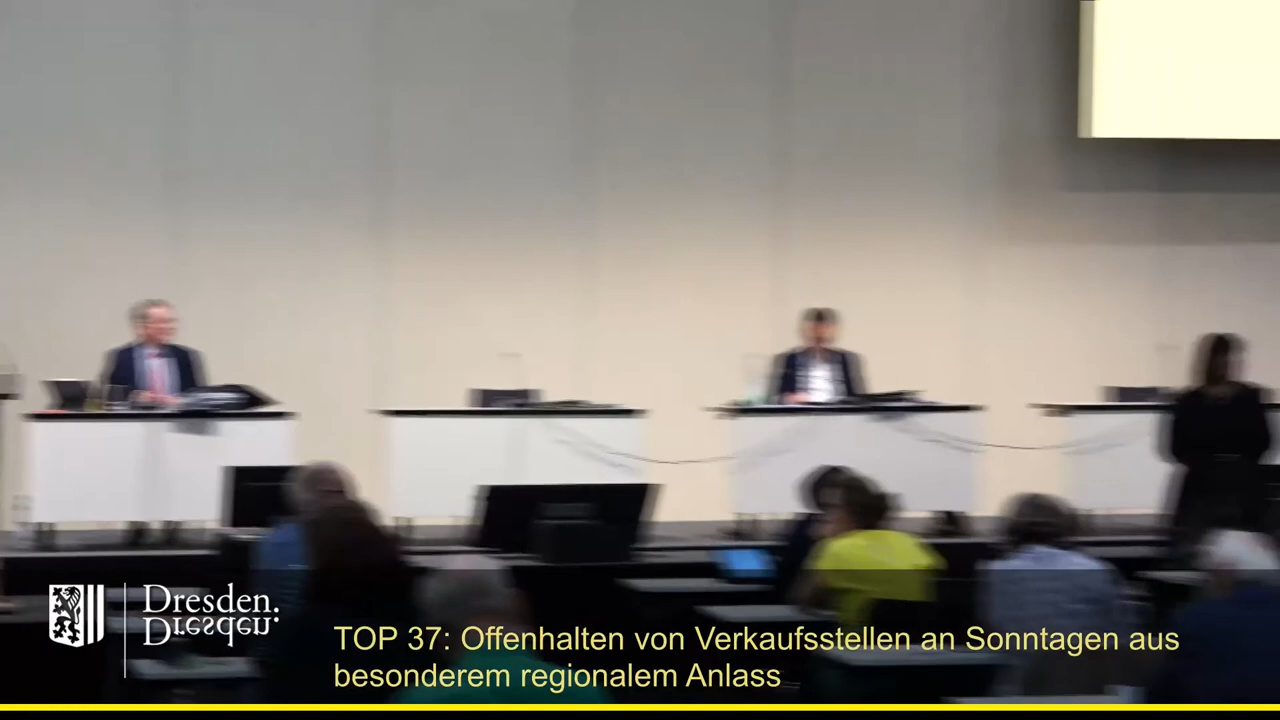 Dresden.
Dresden.
TOP 37: Offenhalten von Verkaufsstellen an Sonntagen aus
besonderem regionalem Anlass